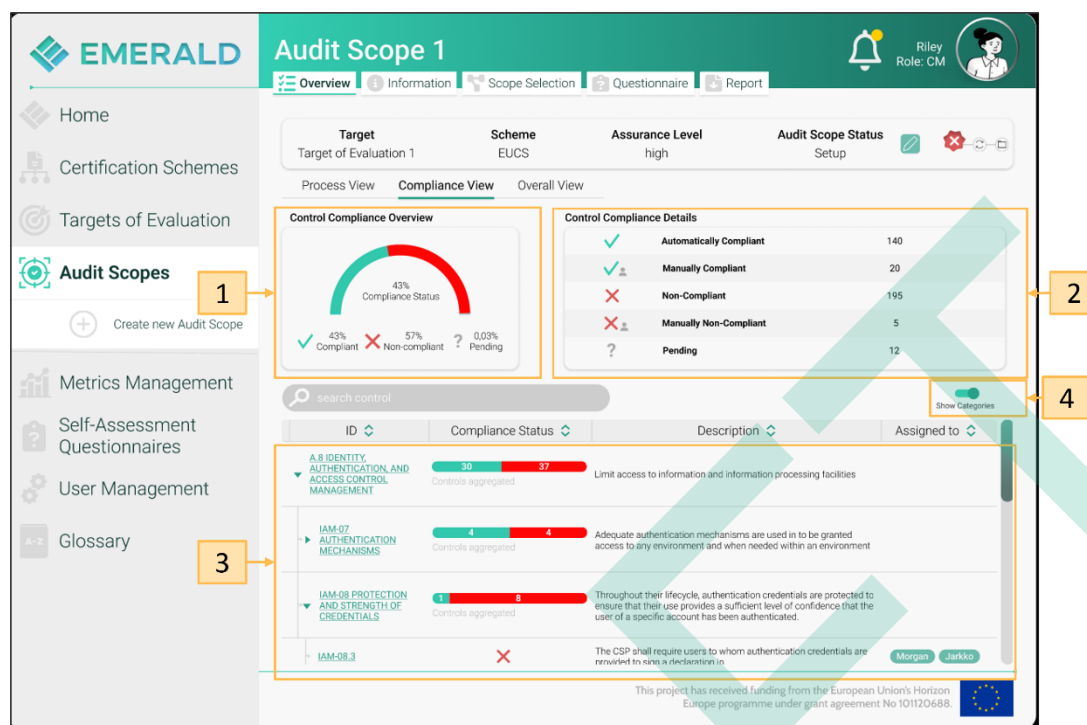 EMERALD
Audit Scope 1
Riley
Role: CM
Overview
Information
Scope Selection
Questionnaire
Report
Home
Certification Schemes
Targets of Evaluation
Audit Scopes
Create new Audit Scope
Metrics Management
Self-Assessment
Questionnaires
User Management
A-Z
Glossary
Target
Scheme
Assurance Level
Audit Scope Status
Target of Evaluation 1
EUCS
high
Setup
Process View
Compliance View
Overall View
1
Control Compliance Overview
43%
Compliance Status
43%
Compliant
57%
Non-compliant
? 0,03%
Pending
2
Control Compliance Details
Automatically Compliant 140
Manually Compliant 20
Non-Compliant 195
Manually Non-Compliant 5
? Pending 12
search control
Show Categories
4
ID
Compliance Status
Description
Assigned to
3
A.8 IDENTITY,
AUTHENTICATION, AND
ACCESS CONTROL
MANAGEMENT
30 37
Controls aggregated
Limit access to information and information processing facilities
IAM-07
AUTHENTICATION
MECHANISMS
4 4
Controls aggregated
Adequate authentication mechanisms are used in to be granted
access to any environment and when needed within an environment
IAM-08 PROTECTION
AND STRENGTH OF
CREDENTIALS
1 8
Controls aggregated
Throughout their lifecycle, authentication credentials are protected to
ensure that their use provides a sufficient level of confidence that the
user of a specific account has been authenticated.
IAM-08.3
The CSP shall require users to whom authentication credentials are
provided to sign a declaration in
Morgan
Jarkko
This project has received funding from the European Union's Horizon
Europe programme under grant agreement No 101120688.